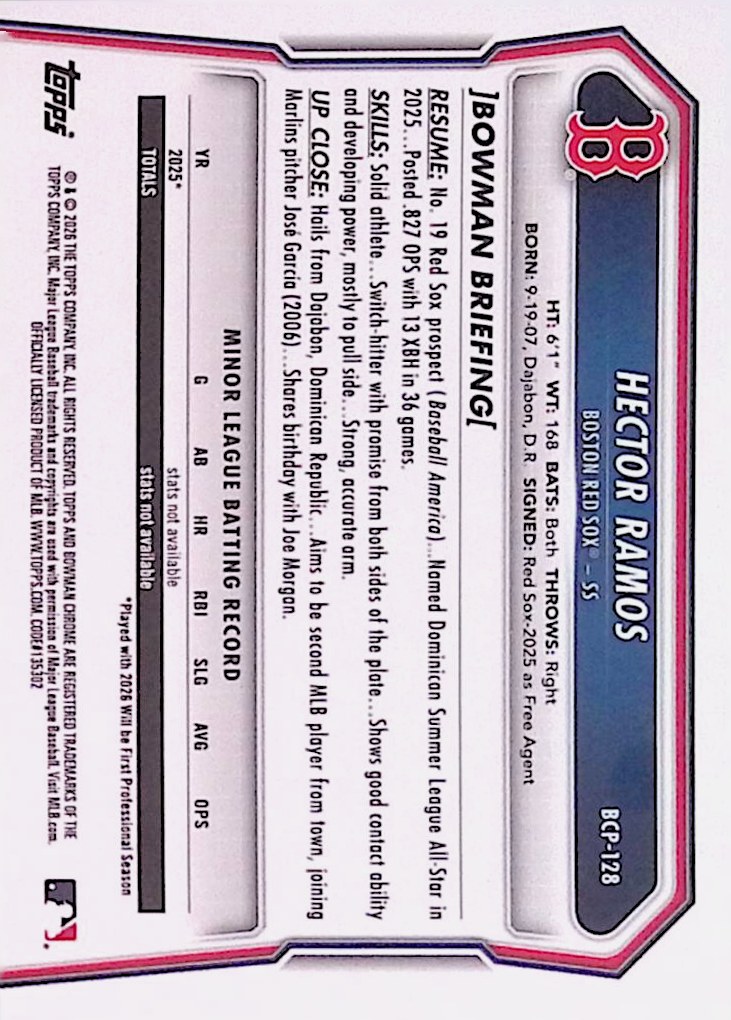 HECTOR RAMOS
BOSTON RED SOX® – SS
BCP-128
B
HT: 6'1" WT: 168 BATS: Both THROWS: Right
BORN: 9-19-07, Dajabon, D.R. SIGNED: Red Sox-2025 as Free Agent
]BOWMAN BRIEFING[
RESUME: No. 19 Red Sox prospect (Baseball America)...Named Dominican Summer League All-Star in
2025...Posted .827 OPS with 13 XBH in 36 games.
SKILLS: Solid athlete...Switch-hitter with promise from both sides of the plate...Shows good contact ability
and developing power, mostly to pull side...Strong, accurate arm.
UP CLOSE: Hails from Dajabon, Dominican Republic...Aims to be second MLB player from town, joining
Marlins pitcher José García (2006)...Shares birthday with Joe Morgan.
MINOR LEAGUE BATTING RECORD
YR G AB HR RBI SLG AVG OPS
2025* stats not available
TOTALS stats not available
*Played with 2026 Will be First Professional Season
topps
® & © 2026 THE TOPPS COMPANY, INC. ALL RIGHTS RESERVED. TOPPS AND BOWMAN CHROME ARE REGISTERED TRADEMARKS OF THE
TOPPS COMPANY, INC. Major League Baseball trademarks and copyrights are used with permission of Major League Baseball. Visit MLB.com.
OFFICIALLY LICENSED PRODUCT OF MLB. WWW.TOPPS.COM. CODE#135302